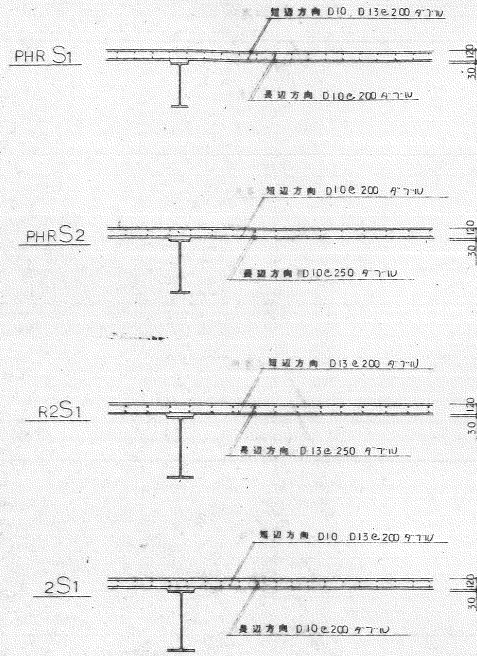 短辺方向 D10, D13@200 ダブル
PHR S1
120
30
長辺方向 D10@200 ダブル
短辺方向 D10@200 ダブル
PHR S2
120
30
長辺方向 D10@250 ダブル
短辺方向 D13@200 ダブル
R2S1
120
30
長辺方向 D13@250 ダブル
短辺方向 D10 D13@200 ダブル
2S1
120
30
長辺方向 D10@200 ダブル